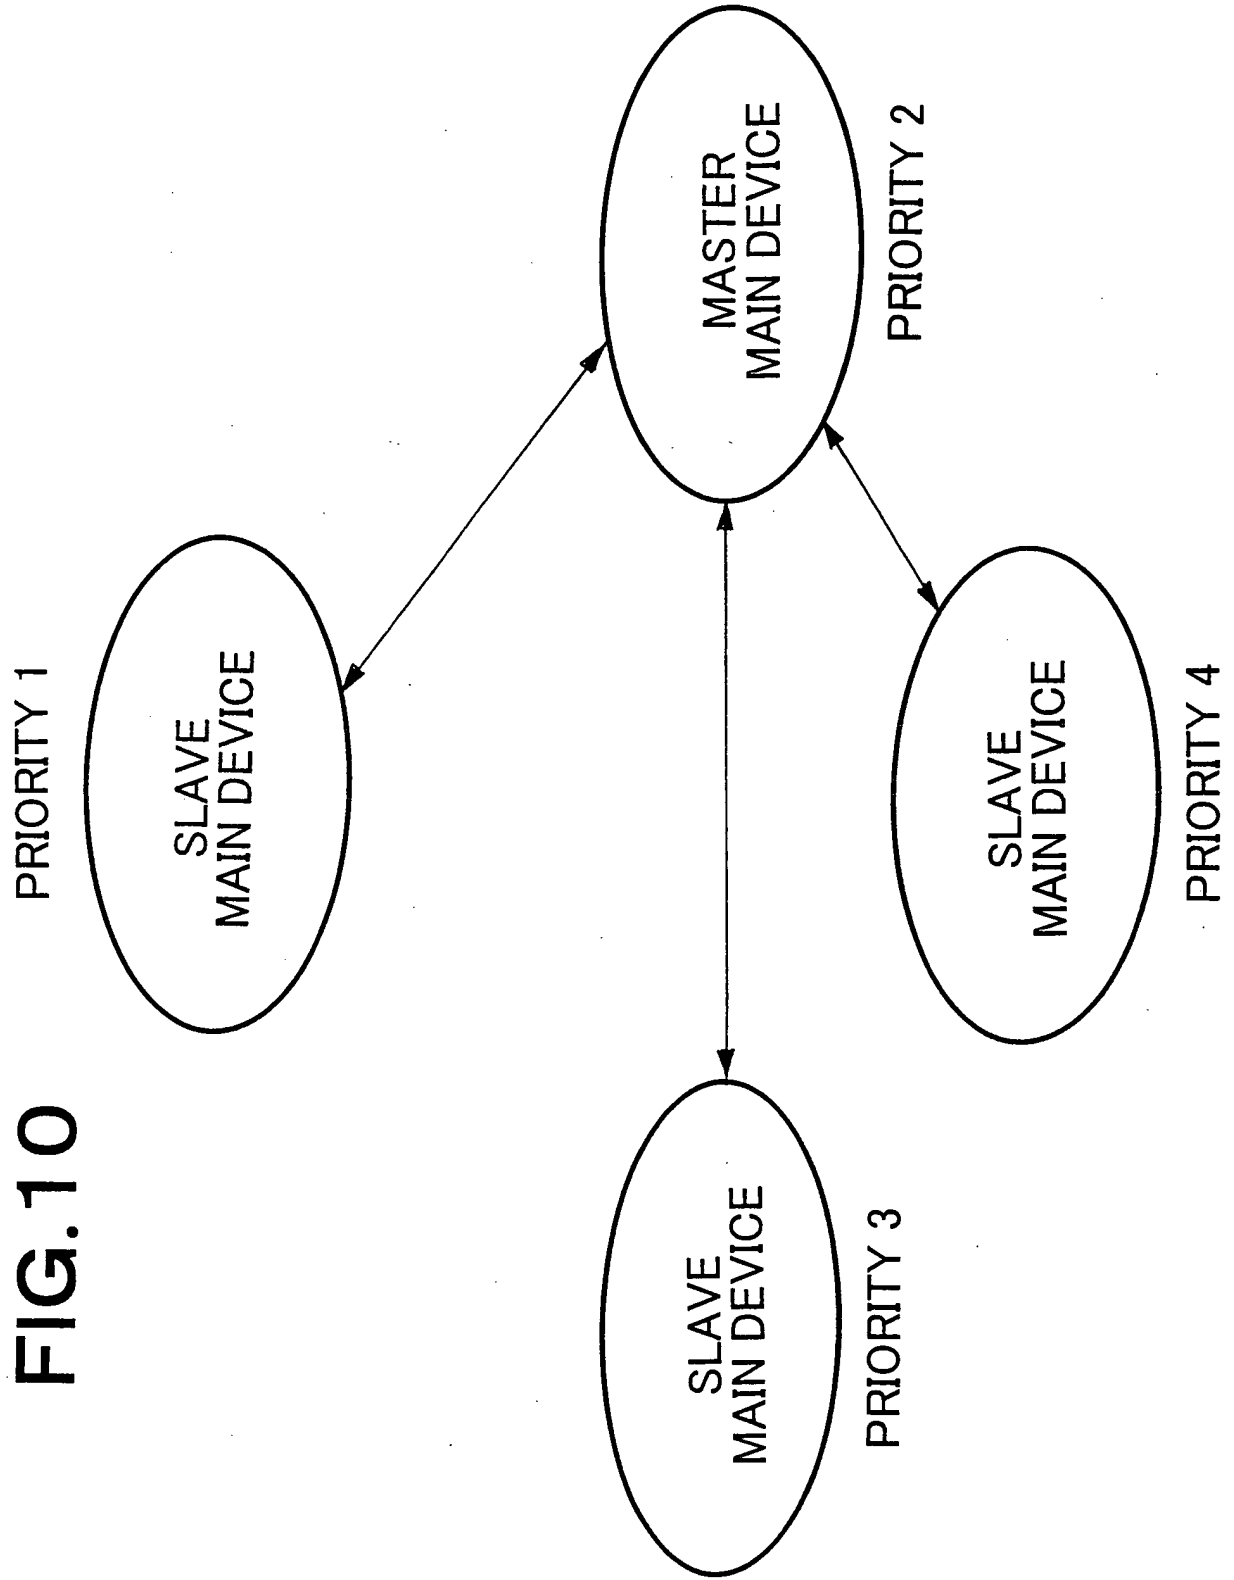 FIG.10
PRIORITY 1
SLAVE
MAIN DEVICE
SLAVE
MAIN DEVICE
PRIORITY 3
MASTER
MAIN DEVICE
PRIORITY 2
SLAVE
MAIN DEVICE
PRIORITY 4